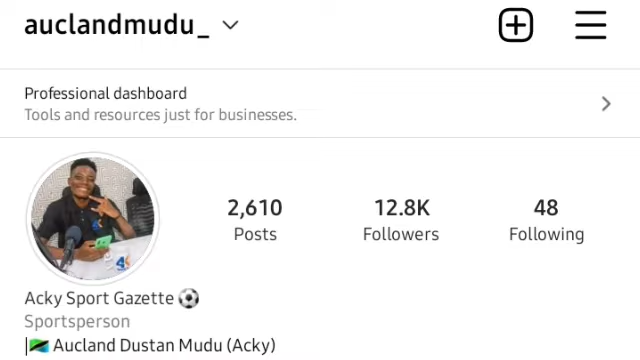 auclandmudu_
Professional dashboard
Tools and resources just for businesses.
2,610 12.8K 48
Posts Followers Following
Acky Sport Gazette ⚽
Sportsperson
|🇹🇿 Aucland Dustan Mudu (Acky)